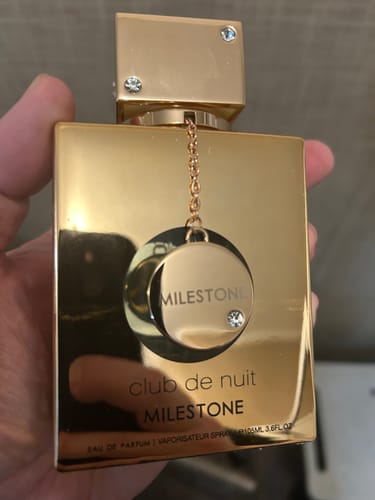 MILESTONE
club de nuit
MILESTONE
EAU DE PARFUM | VAPORISATEUR SPRAY | 105ML 3.6FL.OZ